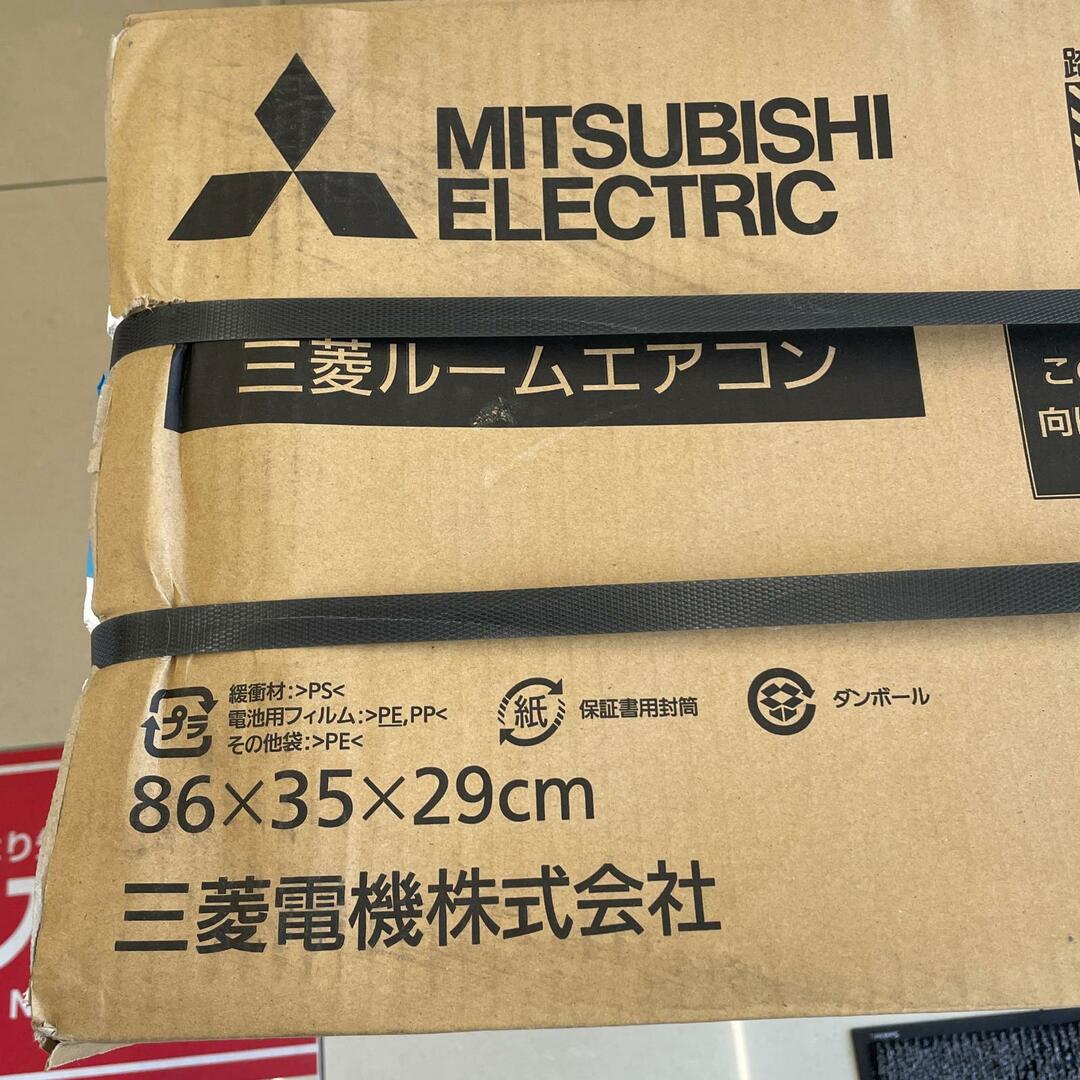 MITSUBISHI
ELECTRIC
三菱ルームエアコン
プラ
緩衝材:>PS<
電池用フィルム:>PE,PP<
その他袋:>PE<
紙
保証書用封筒
ダンボール
86×35×29cm
三菱電機株式会社